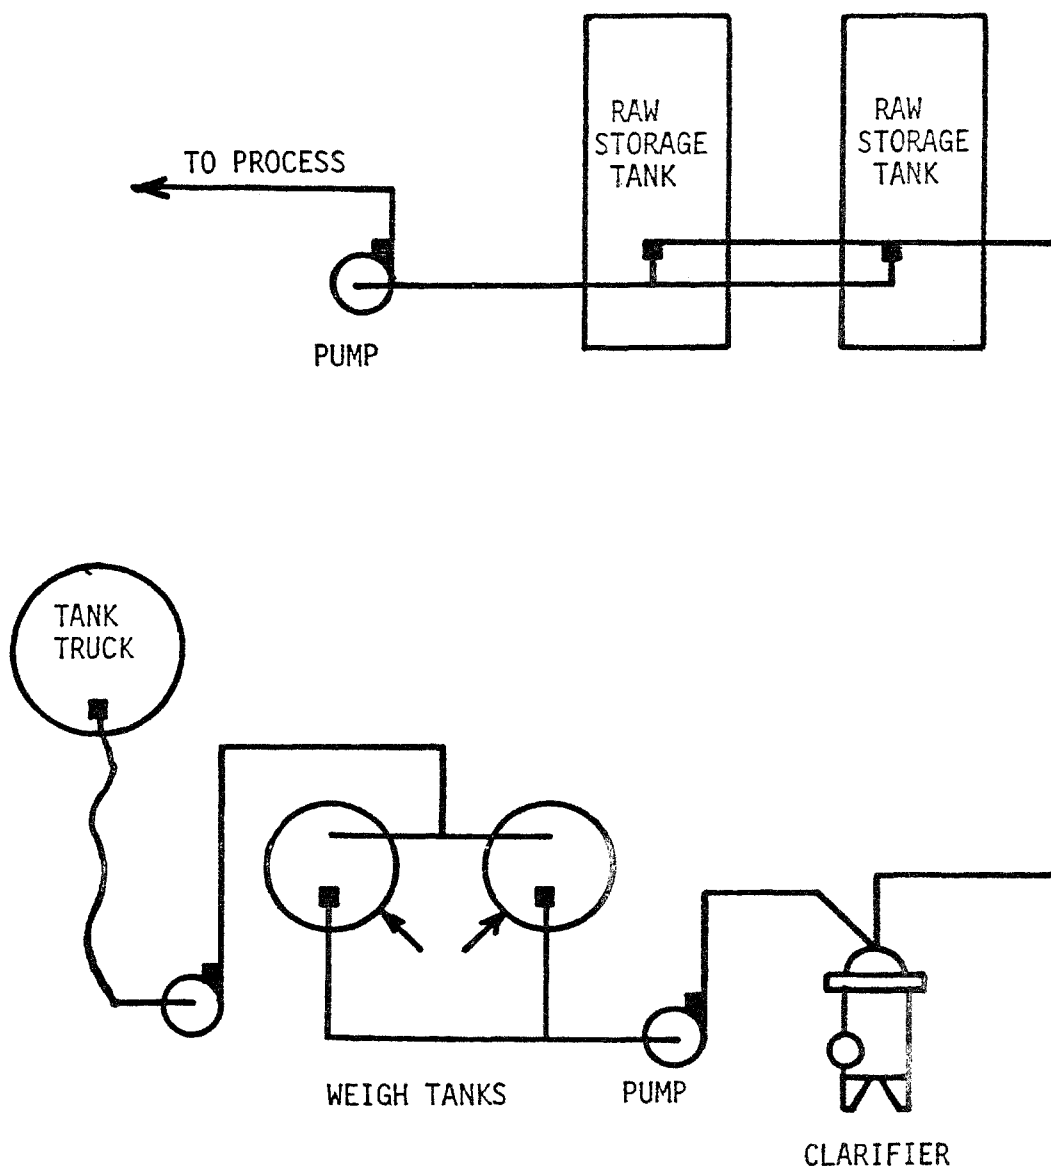 RAW
STORAGE
TANK
RAW
STORAGE
TANK
TO PROCESS
PUMP
TANK
TRUCK
WEIGH TANKS
PUMP
CLARIFIER